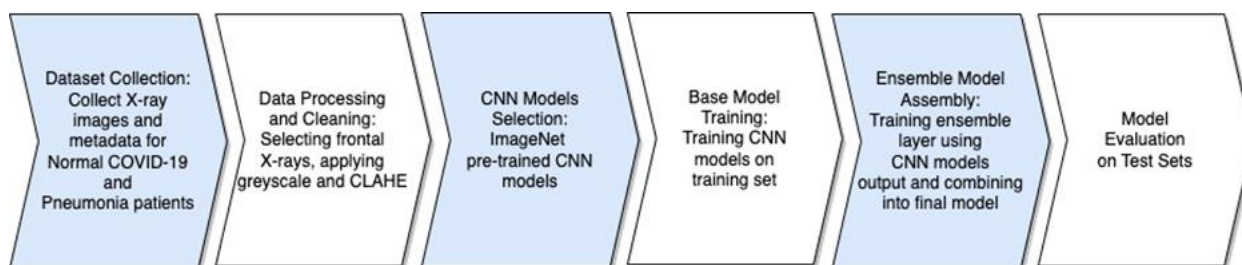 Dataset Collection:
Collect X-ray
images and
metadata for
Normal COVID-19
and
Pneumonia patients
Data Processing
and Cleaning:
Selecting frontal
X-rays, applying
greyscale and CLAHE
CNN Models
Selection:
ImageNet
pre-trained CNN
models
Base Model
Training:
Training CNN
models on
training set
Ensemble Model
Assembly:
Training ensemble
layer using
CNN models
output and combining
into final model
Model
Evaluation
on Test Sets